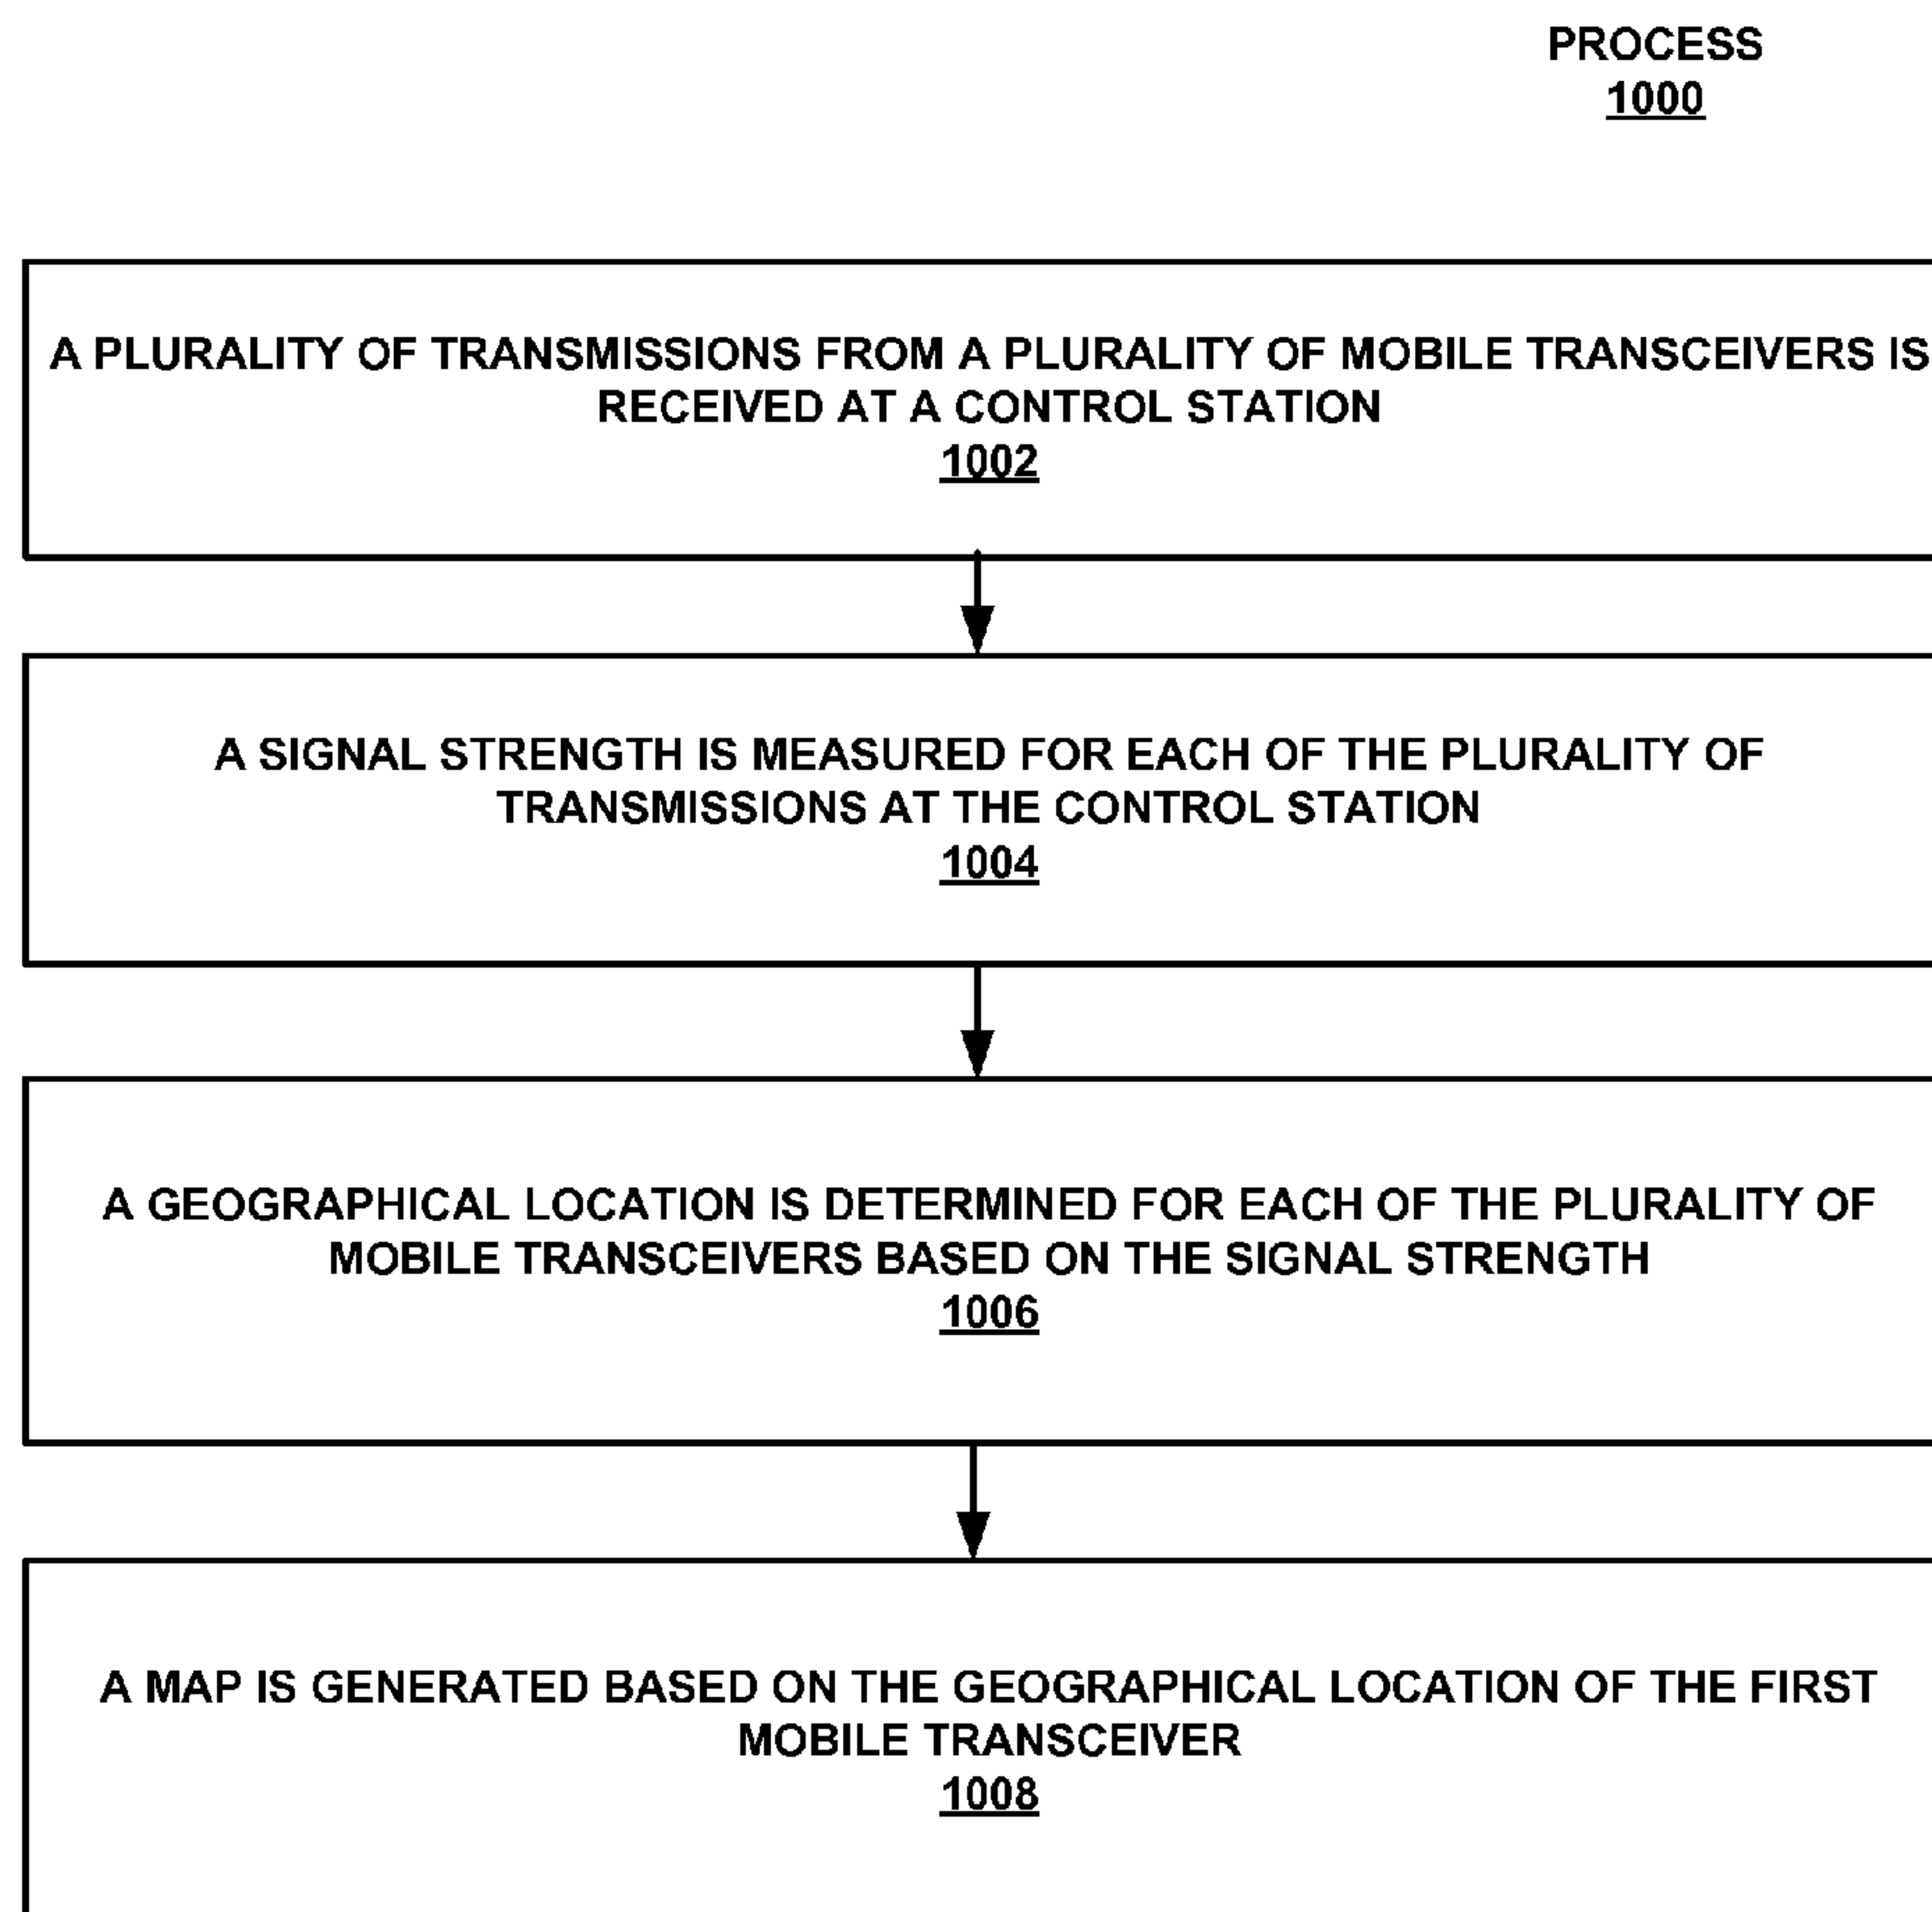 PROCESS
1000
A PLURALITY OF TRANSMISSIONS FROM A PLURALITY OF MOBILE TRANSCEIVERS IS
RECEIVED AT A CONTROL STATION
1002
A SIGNAL STRENGTH IS MEASURED FOR EACH OF THE PLURALITY OF
TRANSMISSIONS AT THE CONTROL STATION
1004
A GEOGRAPHICAL LOCATION IS DETERMINED FOR EACH OF THE PLURALITY OF
MOBILE TRANSCEIVERS BASED ON THE SIGNAL STRENGTH
1006
A MAP IS GENERATED BASED ON THE GEOGRAPHICAL LOCATION OF THE FIRST
MOBILE TRANSCEIVER
1008